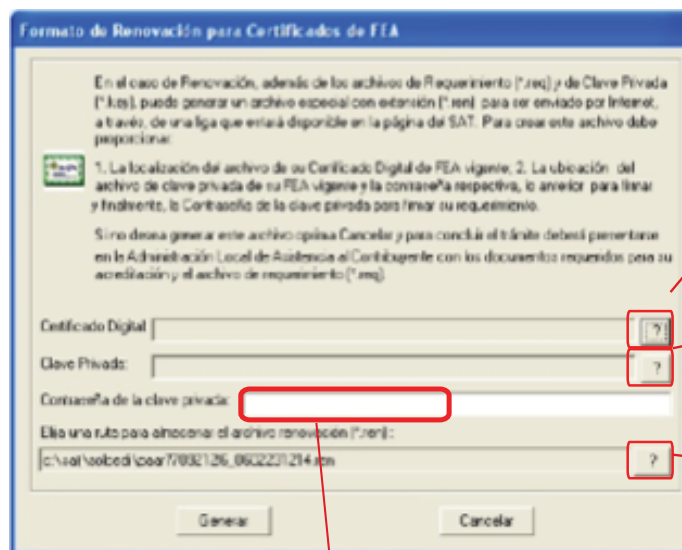 Formato de Renovación para Certificados de FEA
En el caso de Renovación, además de los archivos de Requerimiento (*.req) y de Clave Privada
(*.key), puede generar un archivo especial con extensión (*.ren) para ser enviado por Internet,
a través, de una liga que estará disponible en la página del SAT. Para crear este archivo debe
proporcionar:
1. La localización del archivo de su Certificado Digital de FEA vigente; 2. La ubicación del
archivo de clave privada de su FEA vigente y la contraseña respectiva, lo anterior para firmar
y finalmente, la Contraseña de la clave privada para firmar su requerimiento.
Si no desea generar este archivo oprima Cancelar y para concluir el trámite deberá presentarse
en la Administración Local de Asistencia al Contribuyente con los documentos requeridos para su
acreditación y el archivo de requerimiento (*.req).
Certificado Digital ?
Clave Privada: ?
Contraseña de la clave privada:
Elija una ruta para almacenar el archivo renovación (*.ren):
?
Generar Cancelar